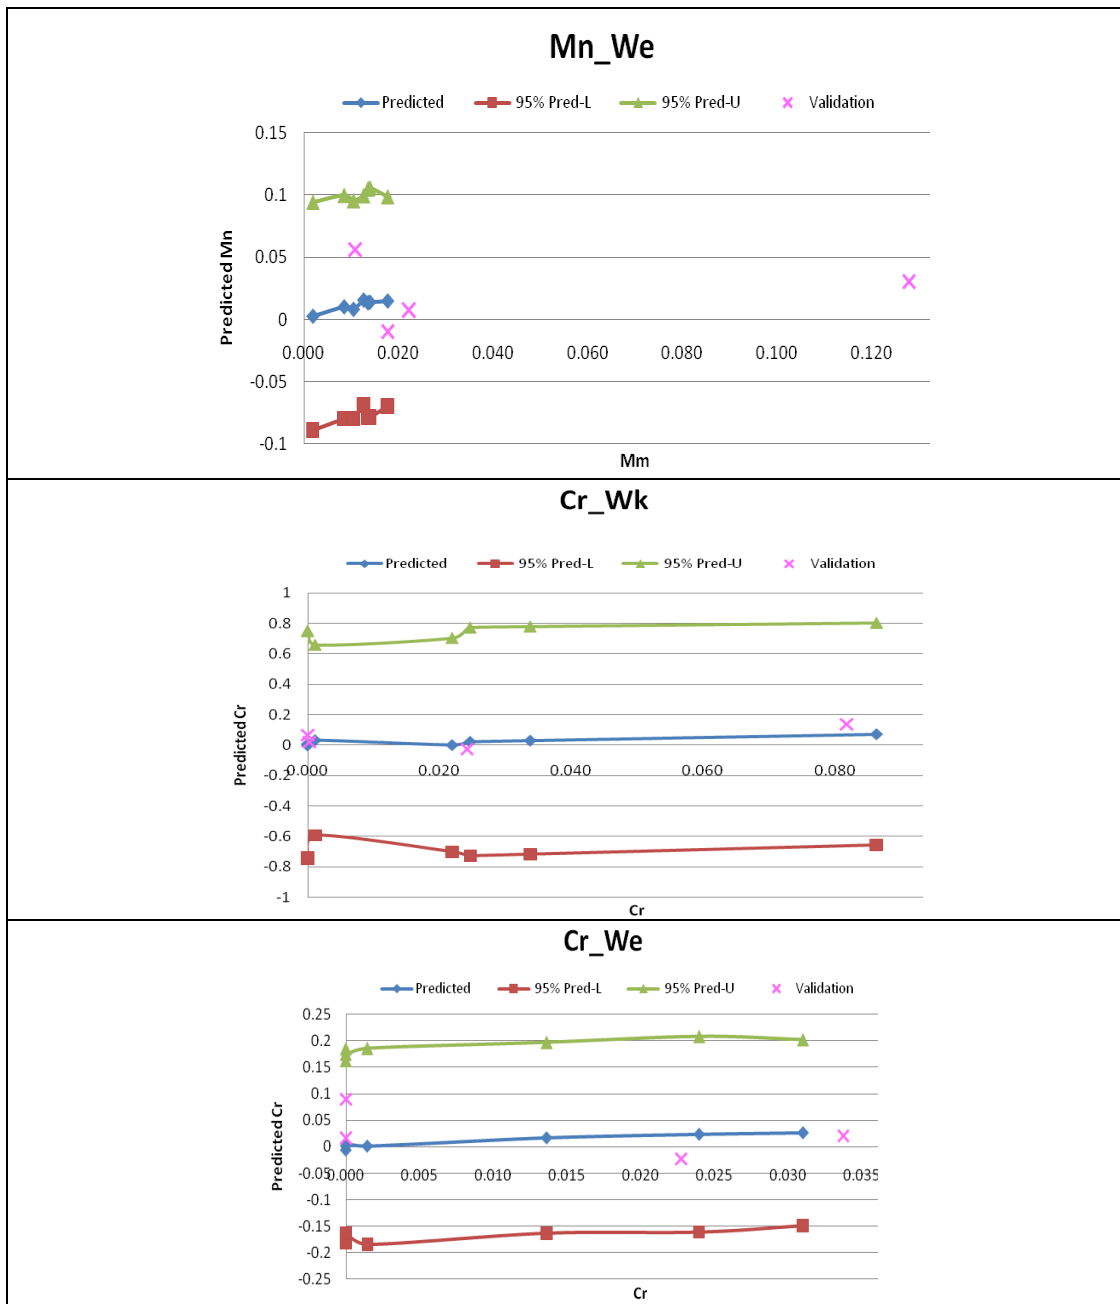 Mn_We
Predicted 95% Pred-L 95% Pred-U Validation
0.15
0.1
0.05
0
-0.05
-0.1
Predicted Mn
0.000 0.020 0.040 0.060 0.080 0.100 0.120
Mm
Cr_Wk
Predicted 95% Pred-L 95% Pred-U Validation
1
0.8
0.6
0.4
0.2
0
-0.2
-0.4
-0.6
-0.8
-1
Predicted Cr
0.000 0.020 0.040 0.060 0.080
Cr
Cr_We
Predicted 95% Pred-L 95% Pred-U Validation
0.25
0.2
0.15
0.1
0.05
0
-0.05
-0.1
-0.15
-0.2
-0.25
Predicted Cr
0.000 0.005 0.010 0.015 0.020 0.025 0.030 0.035
Cr